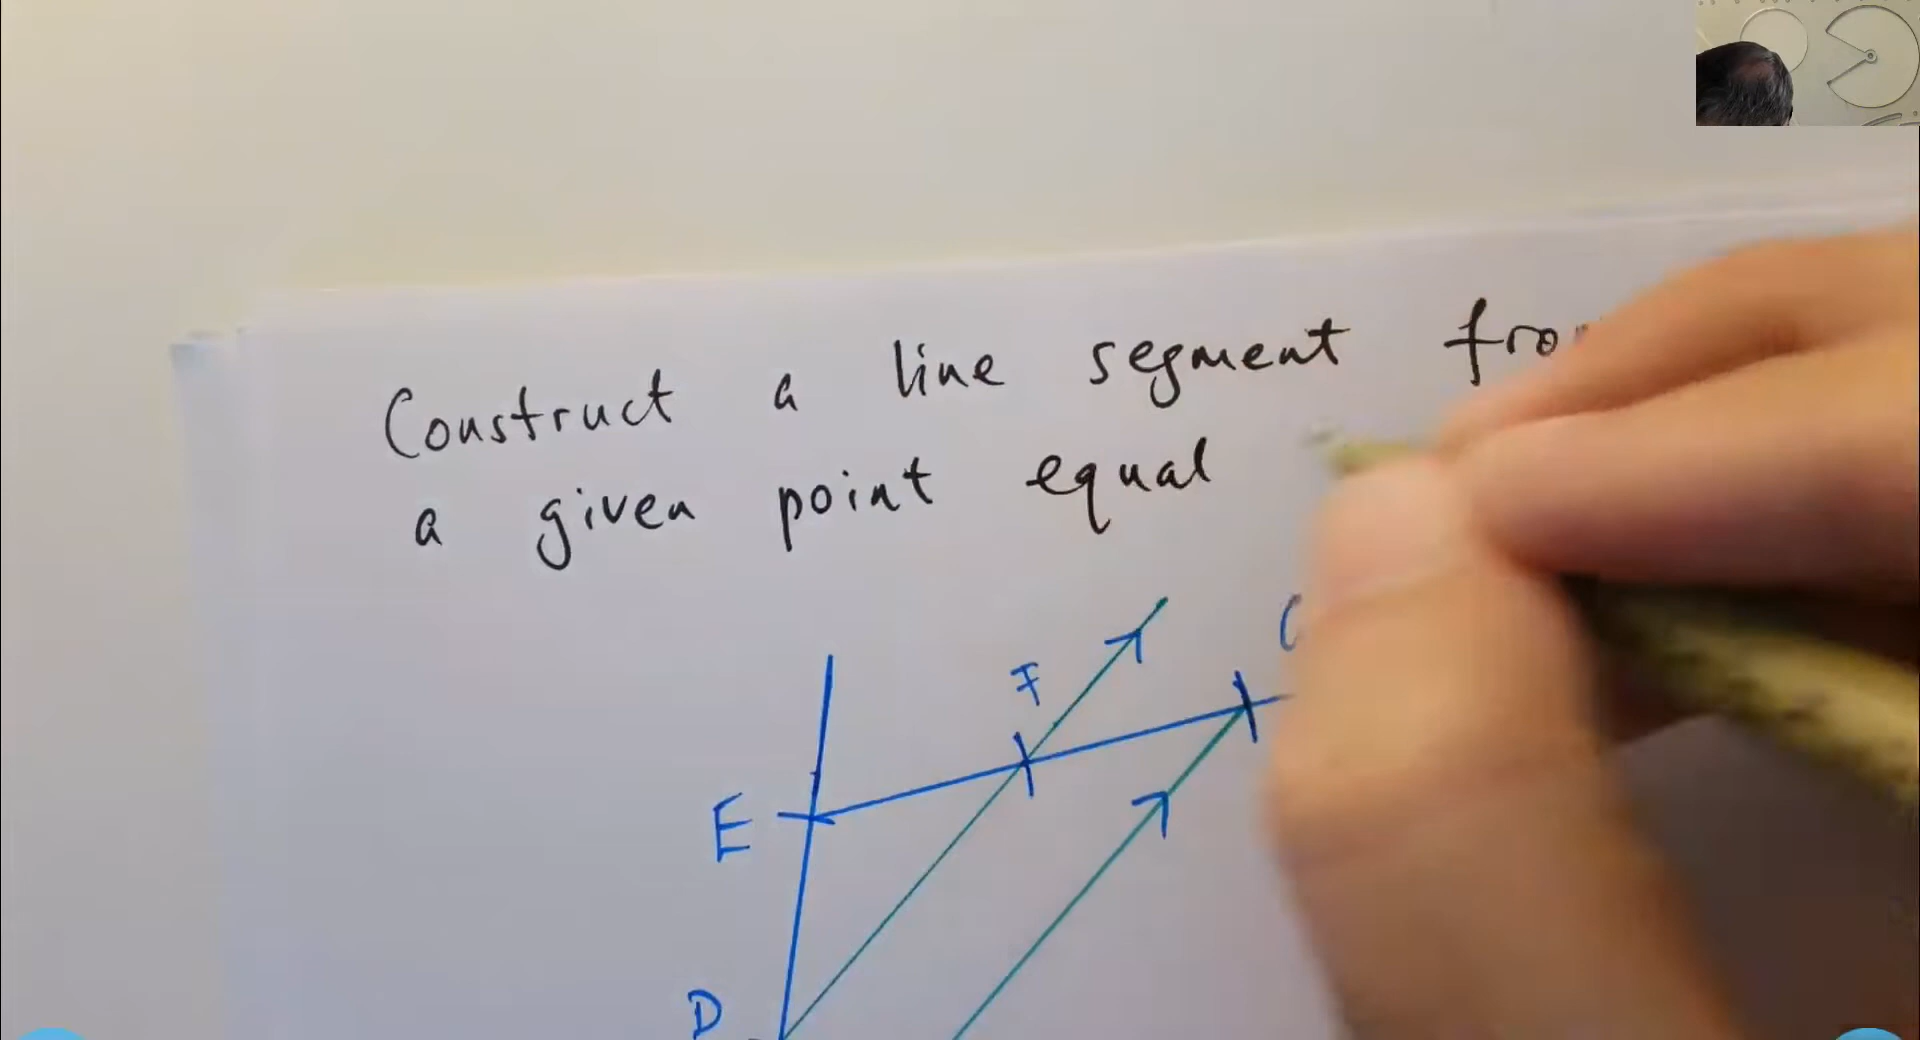 Construct a line segment
a given point equal
F
E
D